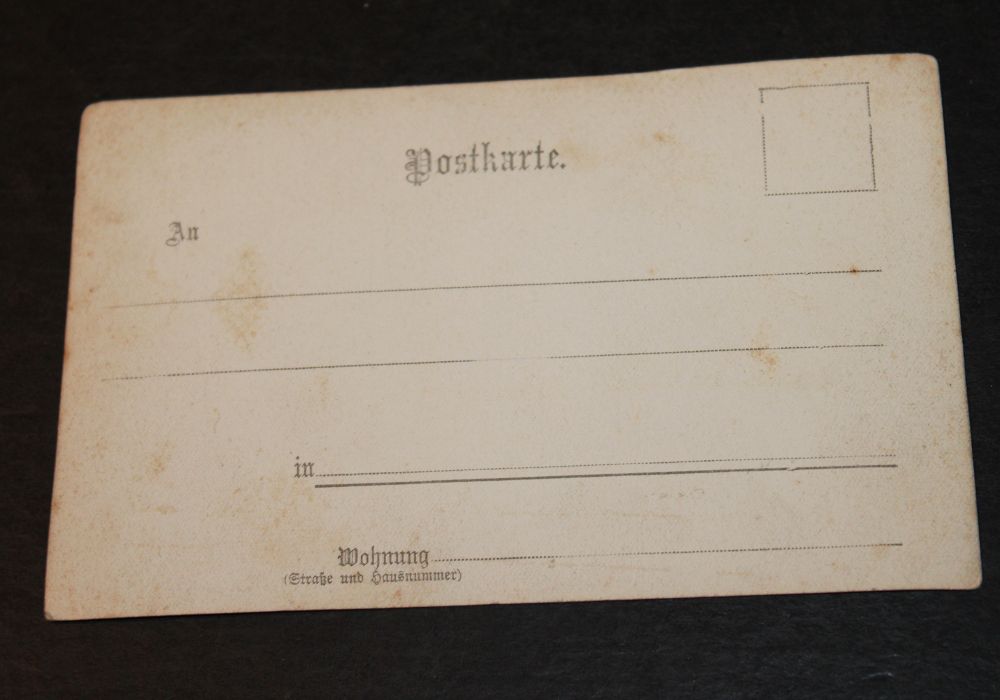 Postkarte.
An
in
Wohnung
(Straße und Hausnummer)